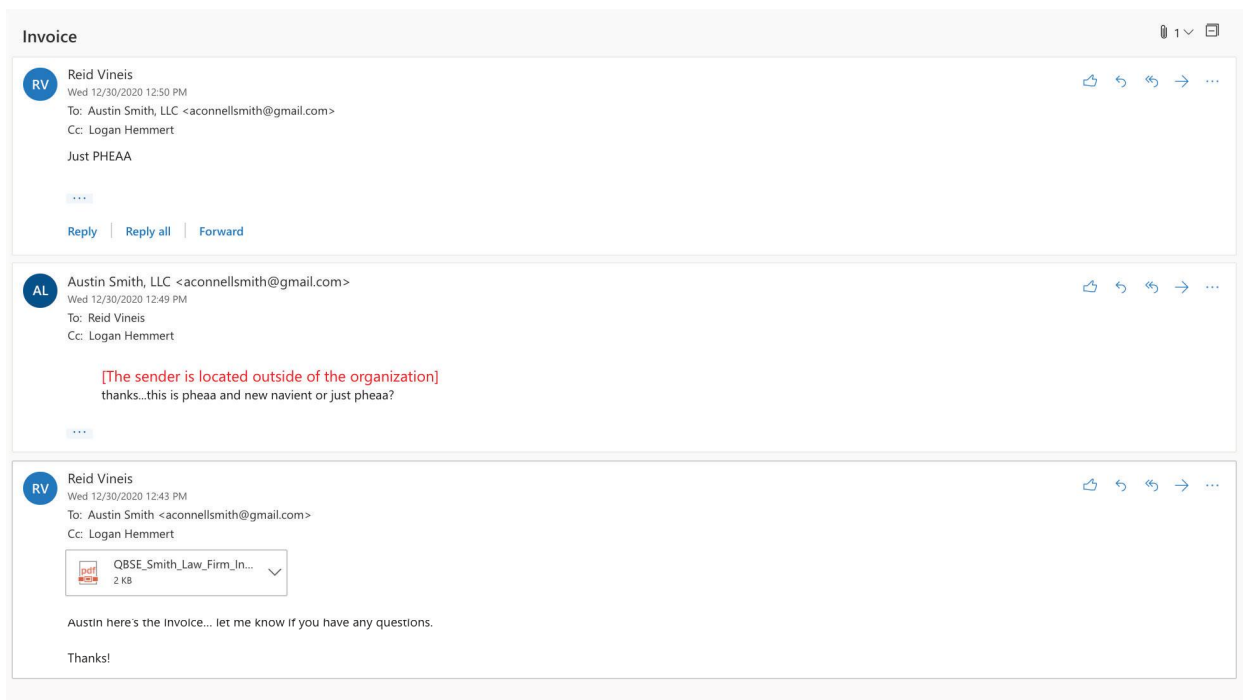 Invoice
1
RV
Reid Vineis
Wed 12/30/2020 12:50 PM
To: Austin Smith, LLC <aconnellsmith@gmail.com>
Cc: Logan Hemmert
Just PHEAA
...
Reply | Reply all | Forward
AL
Austin Smith, LLC <aconnellsmith@gmail.com>
Wed 12/30/2020 12:49 PM
To: Reid Vineis
Cc: Logan Hemmert
[The sender is located outside of the organization]
thanks...this is pheaa and new navient or just pheaa?
...
RV
Reid Vineis
Wed 12/30/2020 12:43 PM
To: Austin Smith <aconnellsmith@gmail.com>
Cc: Logan Hemmert
pdf
QBSE_Smith_Law_Firm_In...
2 KB
Austin here's the invoice... let me know if you have any questions.
Thanks!